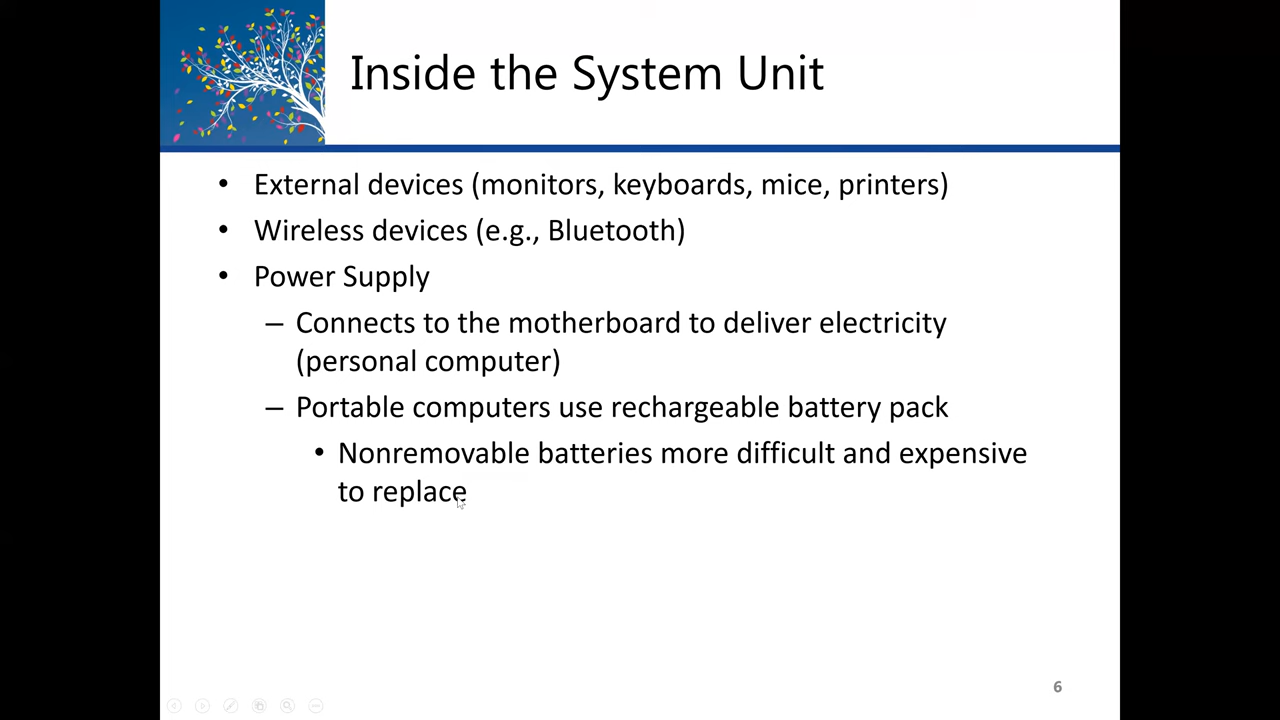 Inside the System Unit
• External devices (monitors, keyboards, mice, printers)
• Wireless devices (e.g., Bluetooth)
• Power Supply
– Connects to the motherboard to deliver electricity
(personal computer)
– Portable computers use rechargeable battery pack
• Nonremovable batteries more difficult and expensive
to replace
6